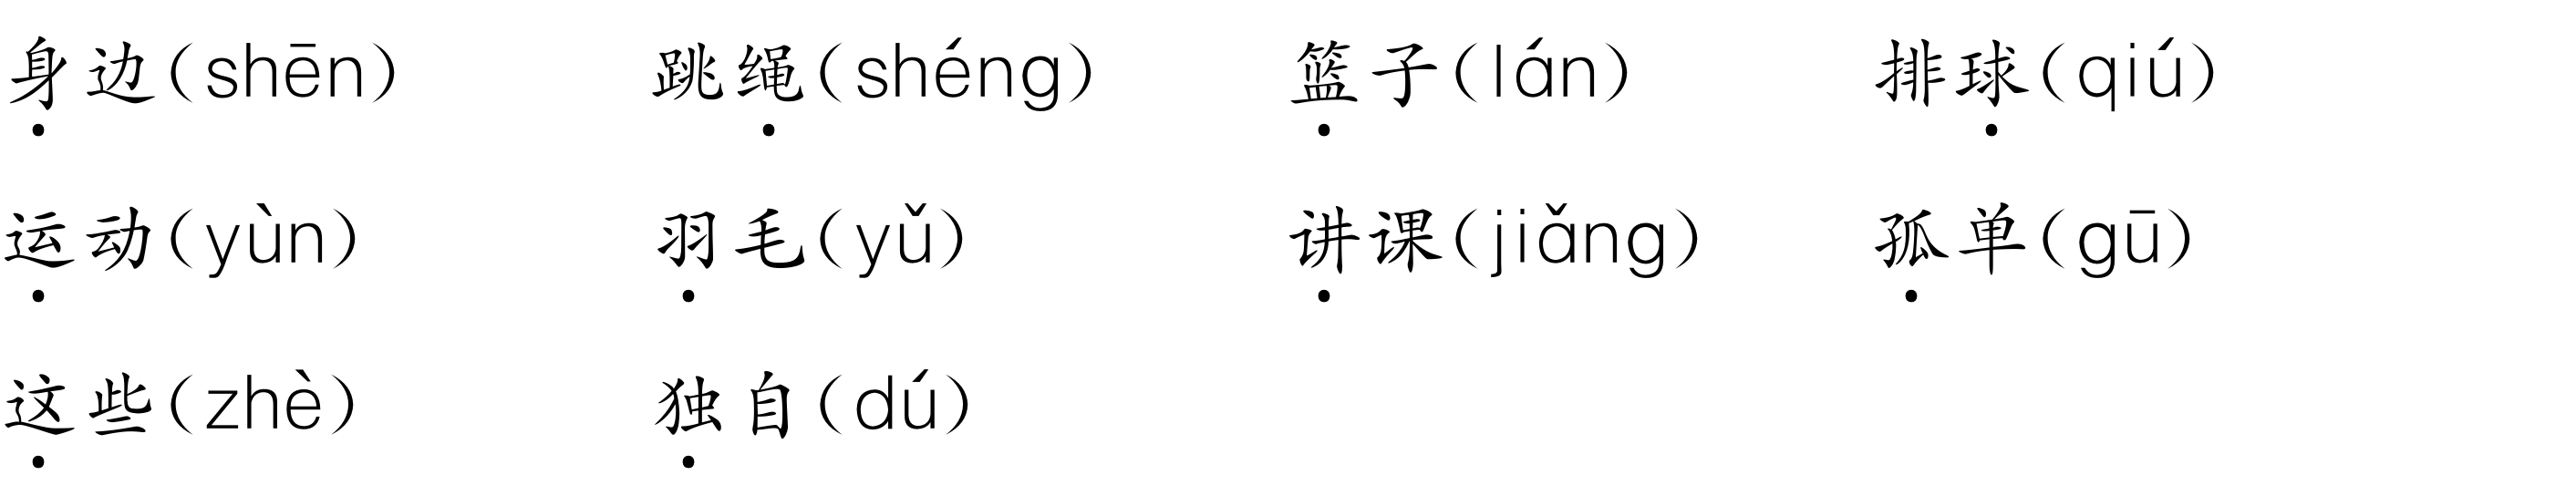 身边(shēn) 跳绳(shéng) 篮子(lán) 排球(qiú)
运动(yùn) 羽毛(yǔ) 讲课(jiǎng) 孤单(gū)
这些(zhè) 独自(dú)